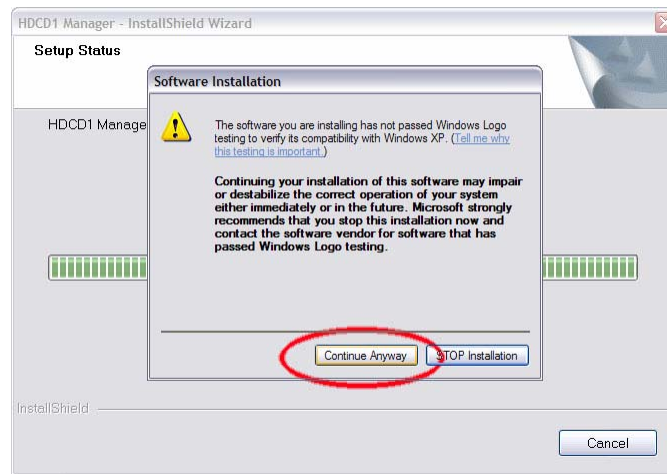 HDCD1 Manager - InstallShield Wizard
Setup Status
Software Installation
HDCD1 Manage
The software you are installing has not passed Windows Logo
testing to verify its compatibility with Windows XP. (Tell me why
this testing is important.)
Continuing your installation of this software may impair
or destabilize the correct operation of your system
either immediately or in the future. Microsoft strongly
recommends that you stop this installation now and
contact the software vendor for software that has
passed Windows Logo testing.
Continue Anyway
STOP Installation
InstallShield
Cancel